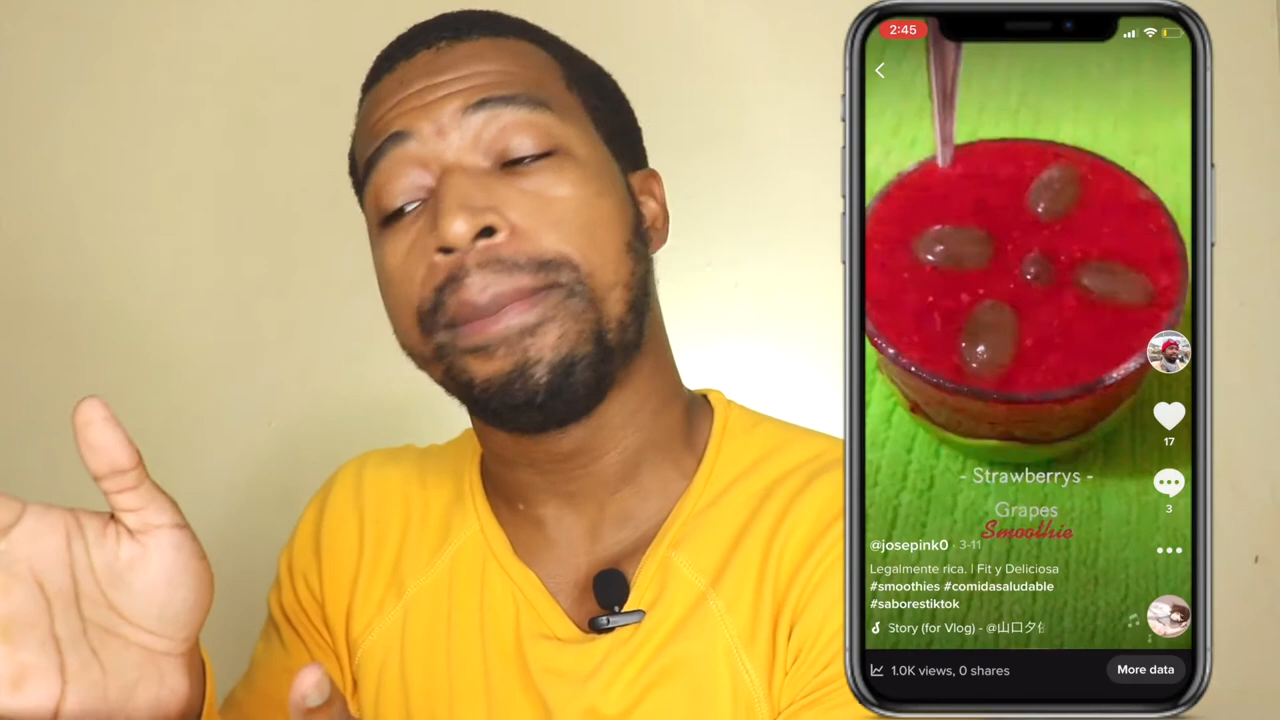 2:45
- Strawberrys -
Grapes
Smoothie
@josepink0 · 3-11
Legalmente rica. | Fit y Deliciosa
#smoothies #comidasaludable
#saborestiktok
Story (for Vlog) - @山口夕
17
3
1.0K views, 0 shares
More data